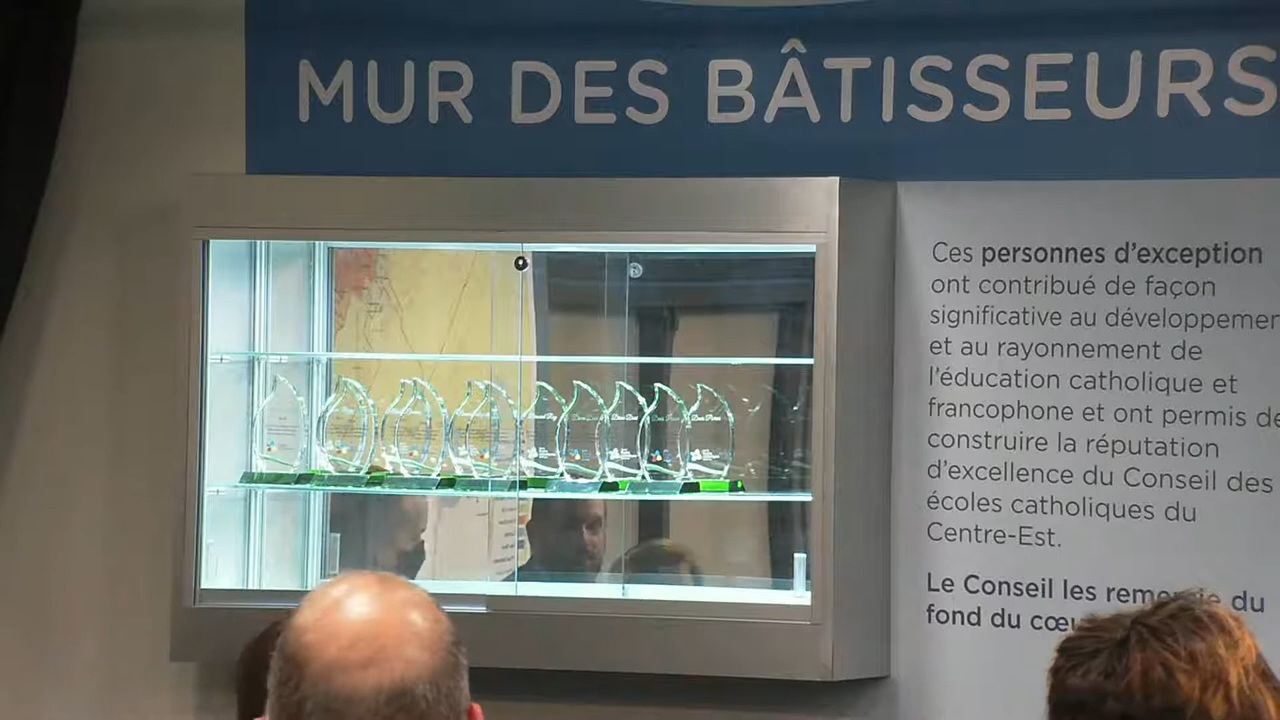 MUR DES BÂTISSEURS
Ces personnes d'exception
ont contribué de façon
significative au développemen
et au rayonnement de
l'éducation catholique et
francophone et ont permis de
construire la réputation
d'excellence du Conseil des
écoles catholiques du
Centre-Est.
Le Conseil les remercie du
fond du cœu